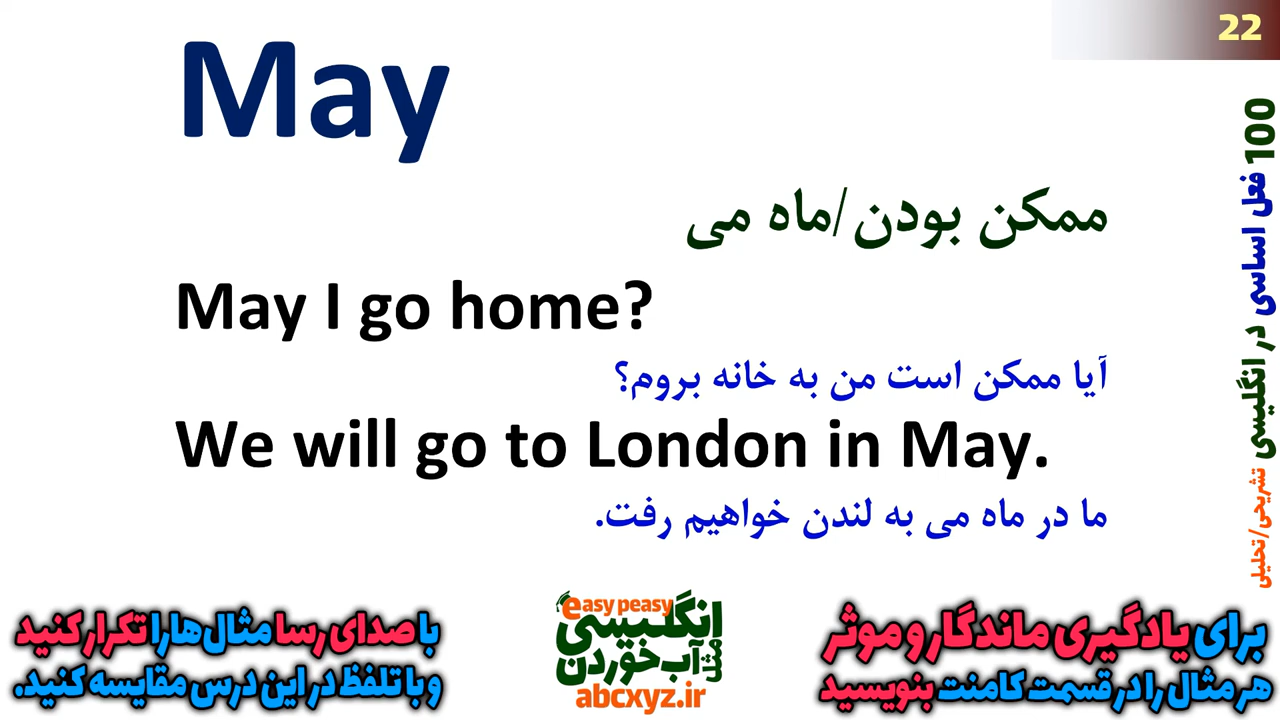 22
May
ممکن بودن/ماه می
May I go home?
آیا ممکن است من به خانه بروم؟
We will go to London in May.
ما در ماه می به لندن خواهیم رفت.
100 فعل اساسی در انگلیسی تشریحی/تحلیلی
برای یادگیری ماندگار و موثر
هر مثال را در قسمت کامنت بنویسید
easy peasy
انگلیسی
مثل آب خوردن
abcxyz.ir
با صدای رسا مثال‌ها را تکرار کنید
و با تلفظ در این درس مقایسه کنید.